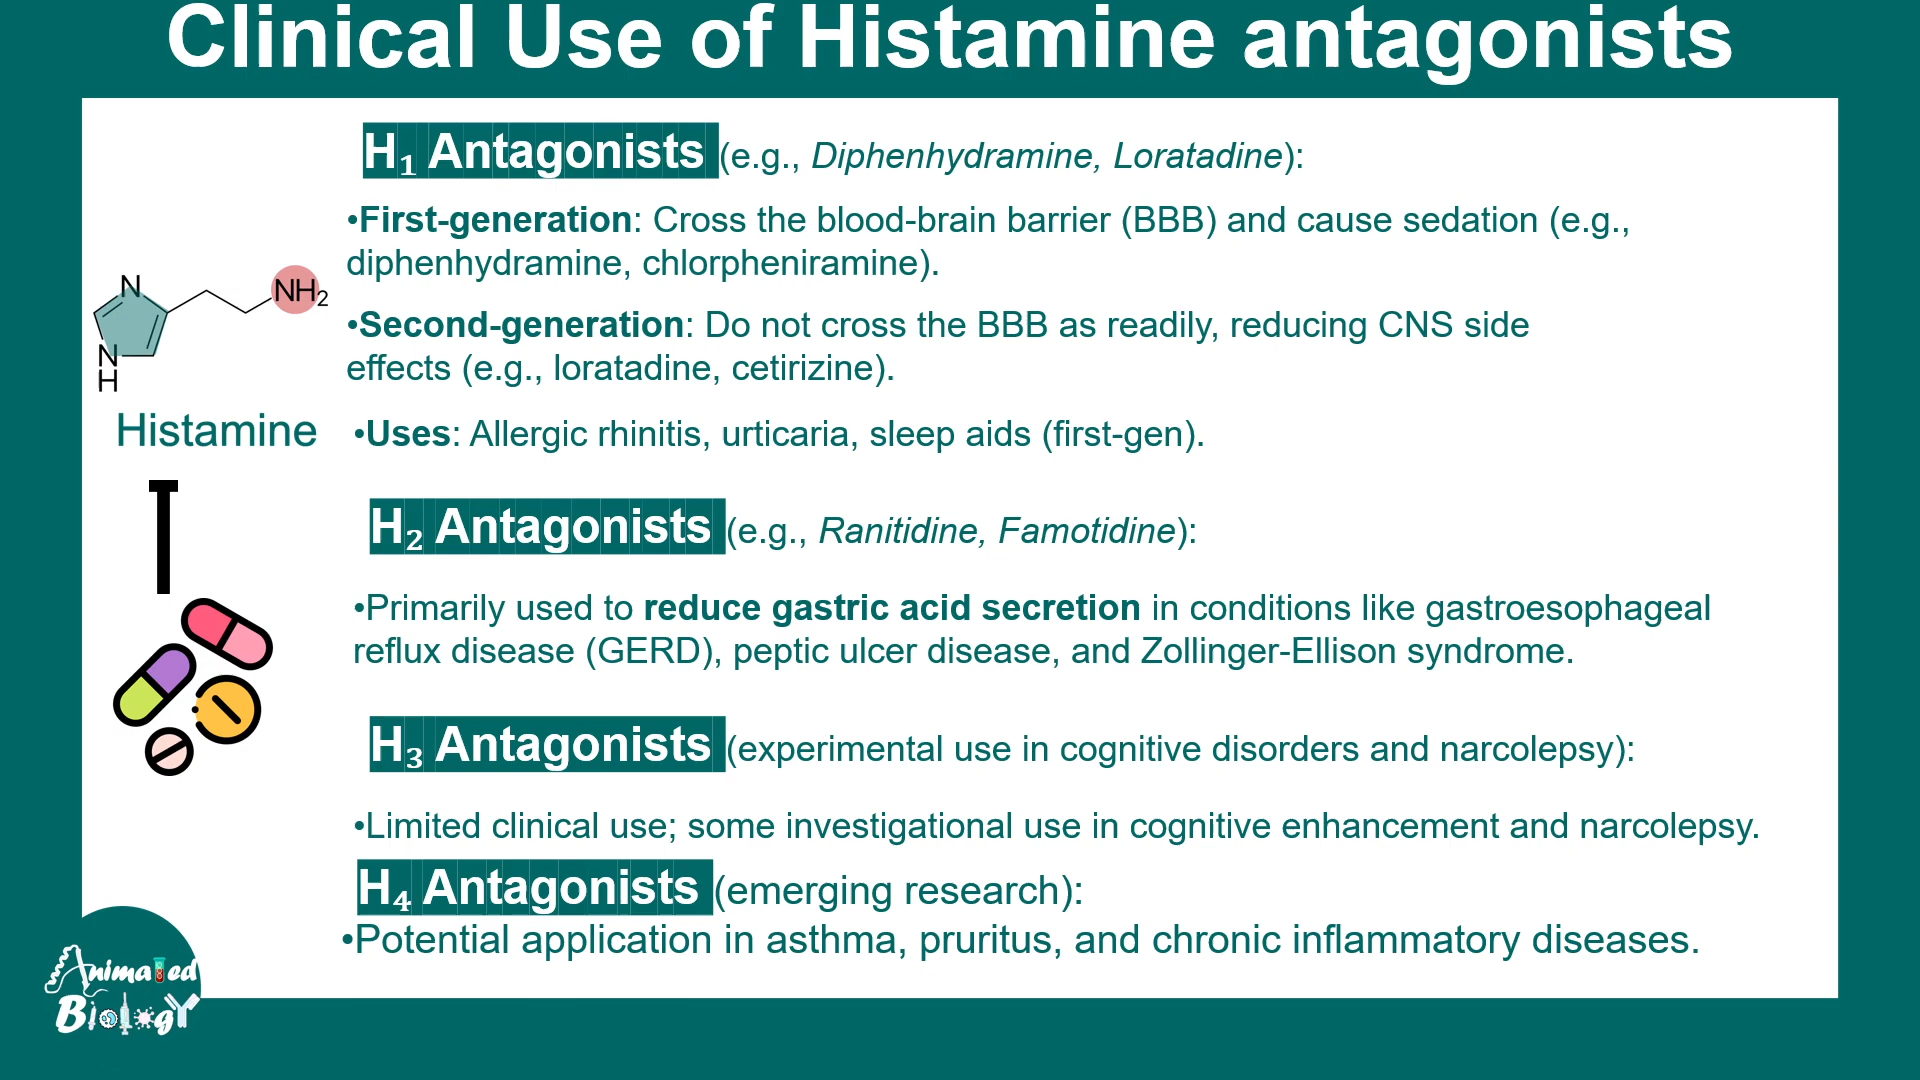 Clinical Use of Histamine antagonists
H₁ Antagonists (e.g., Diphenhydramine, Loratadine):
•First-generation: Cross the blood-brain barrier (BBB) and cause sedation (e.g.,
diphenhydramine, chlorpheniramine).
•Second-generation: Do not cross the BBB as readily, reducing CNS side
effects (e.g., loratadine, cetirizine).
•Uses: Allergic rhinitis, urticaria, sleep aids (first-gen).
N
NH₂
N
H
Histamine
H₂ Antagonists (e.g., Ranitidine, Famotidine):
•Primarily used to reduce gastric acid secretion in conditions like gastroesophageal
reflux disease (GERD), peptic ulcer disease, and Zollinger-Ellison syndrome.
H₃ Antagonists (experimental use in cognitive disorders and narcolepsy):
•Limited clinical use; some investigational use in cognitive enhancement and narcolepsy.
H₄ Antagonists (emerging research):
•Potential application in asthma, pruritus, and chronic inflammatory diseases.
Animated
Biology